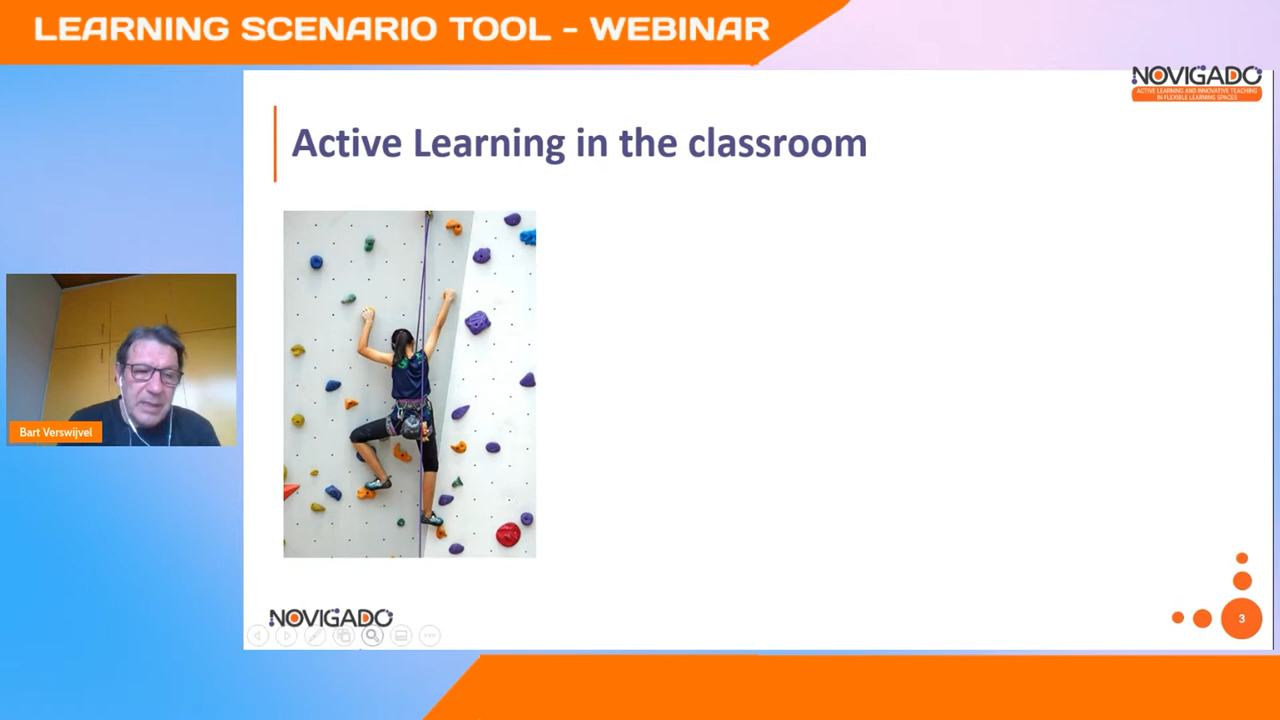 LEARNING SCENARIO TOOL - WEBINAR
NOVIGADO
ACTIVE LEARNING AND INNOVATIVE TEACHING
IN FLEXIBLE LEARNING SPACES
Active Learning in the classroom
Bart Verswijvel
NOVIGADO
3